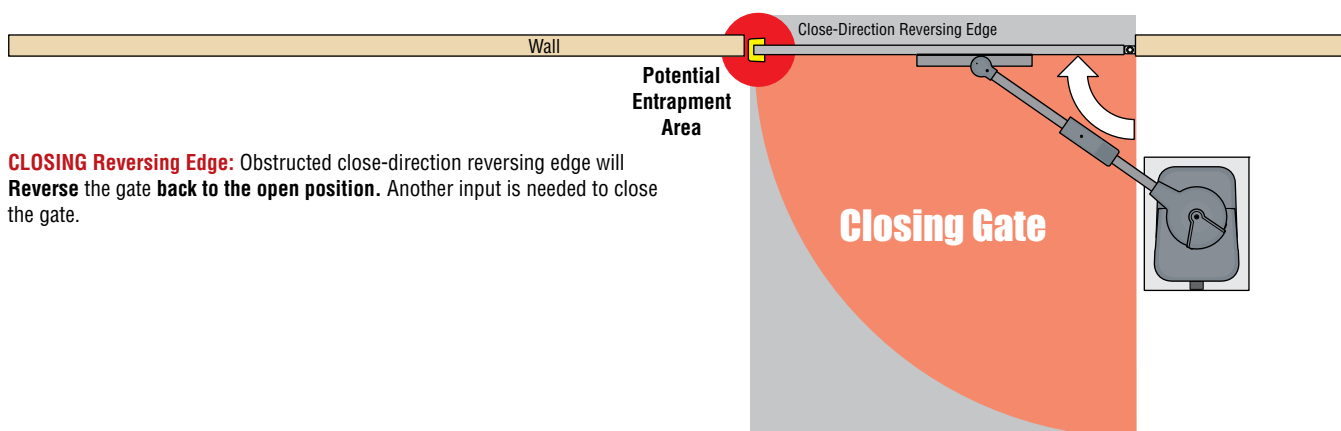 Close-Direction Reversing Edge
Wall
Potential
Entrapment
Area
CLOSING Reversing Edge: Obstructed close-direction reversing edge will
Reverse the gate back to the open position. Another input is needed to close
the gate.
Closing Gate